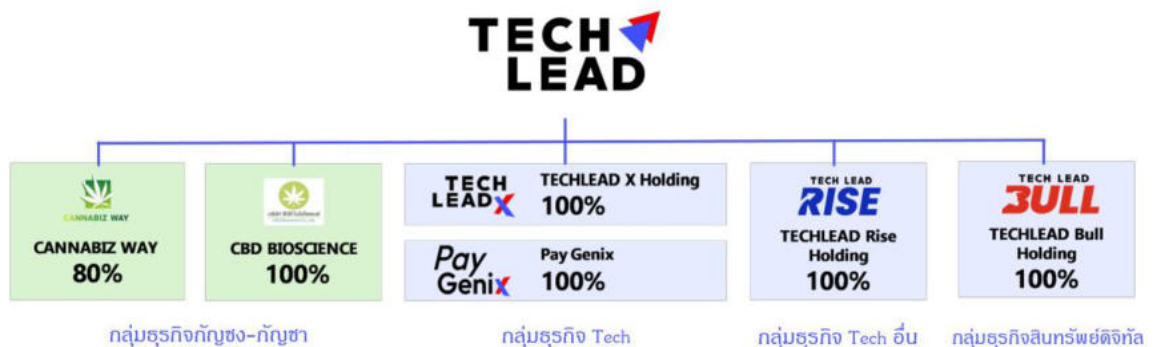 TECH
LEAD
CANNABIZ WAY
CANNABIZ WAY
80%
CBD BIOSCIENCE
100%
TECH
LEADX
TECHLEAD X Holding
100%
Pay
Genix
Pay Genix
100%
TECH LEAD
RISE
TECHLEAD Rise
Holding
100%
TECH LEAD
BULL
TECHLEAD Bull
Holding
100%
กลุ่มธุรกิจกัญชง-กัญชา
กลุ่มธุรกิจ Tech
กลุ่มธุรกิจ Tech อื่น
กลุ่มธุรกิจสินทรัพย์ดิจิทัล